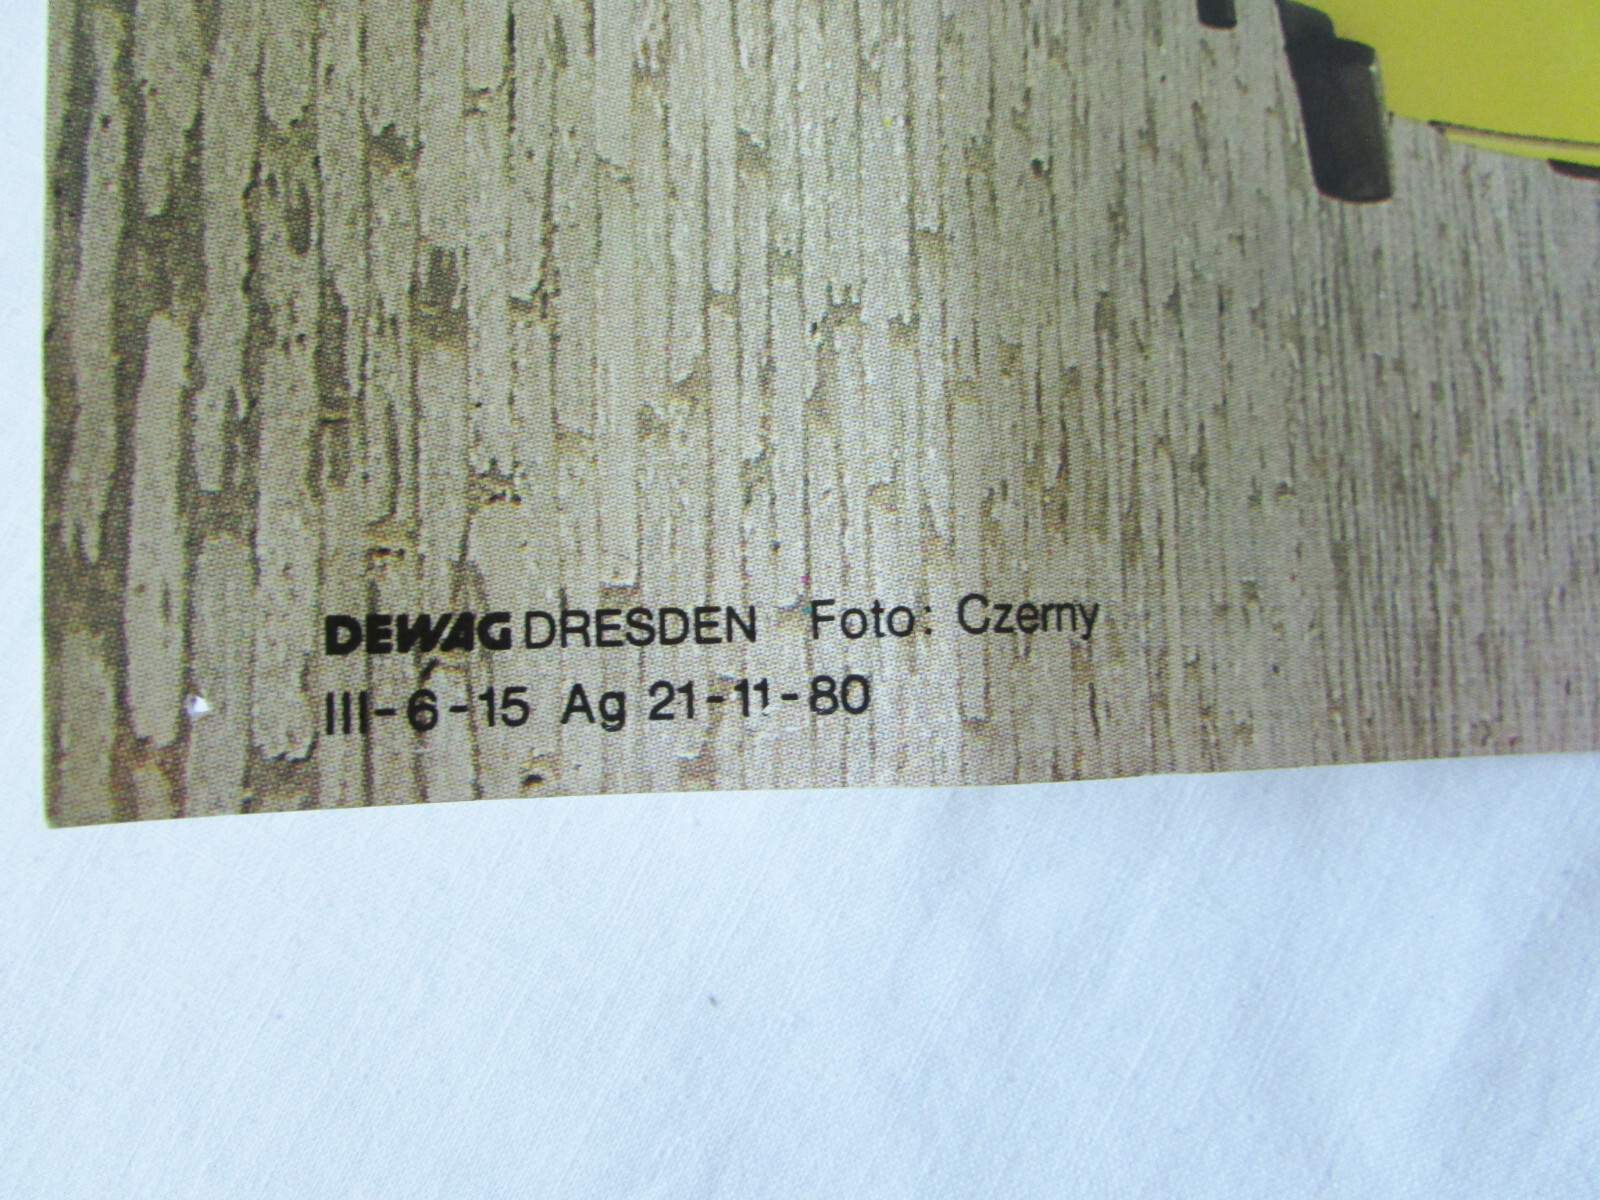 DEWAG DRESDEN Foto: Czerny
III-6-15 Ag 21-11-80